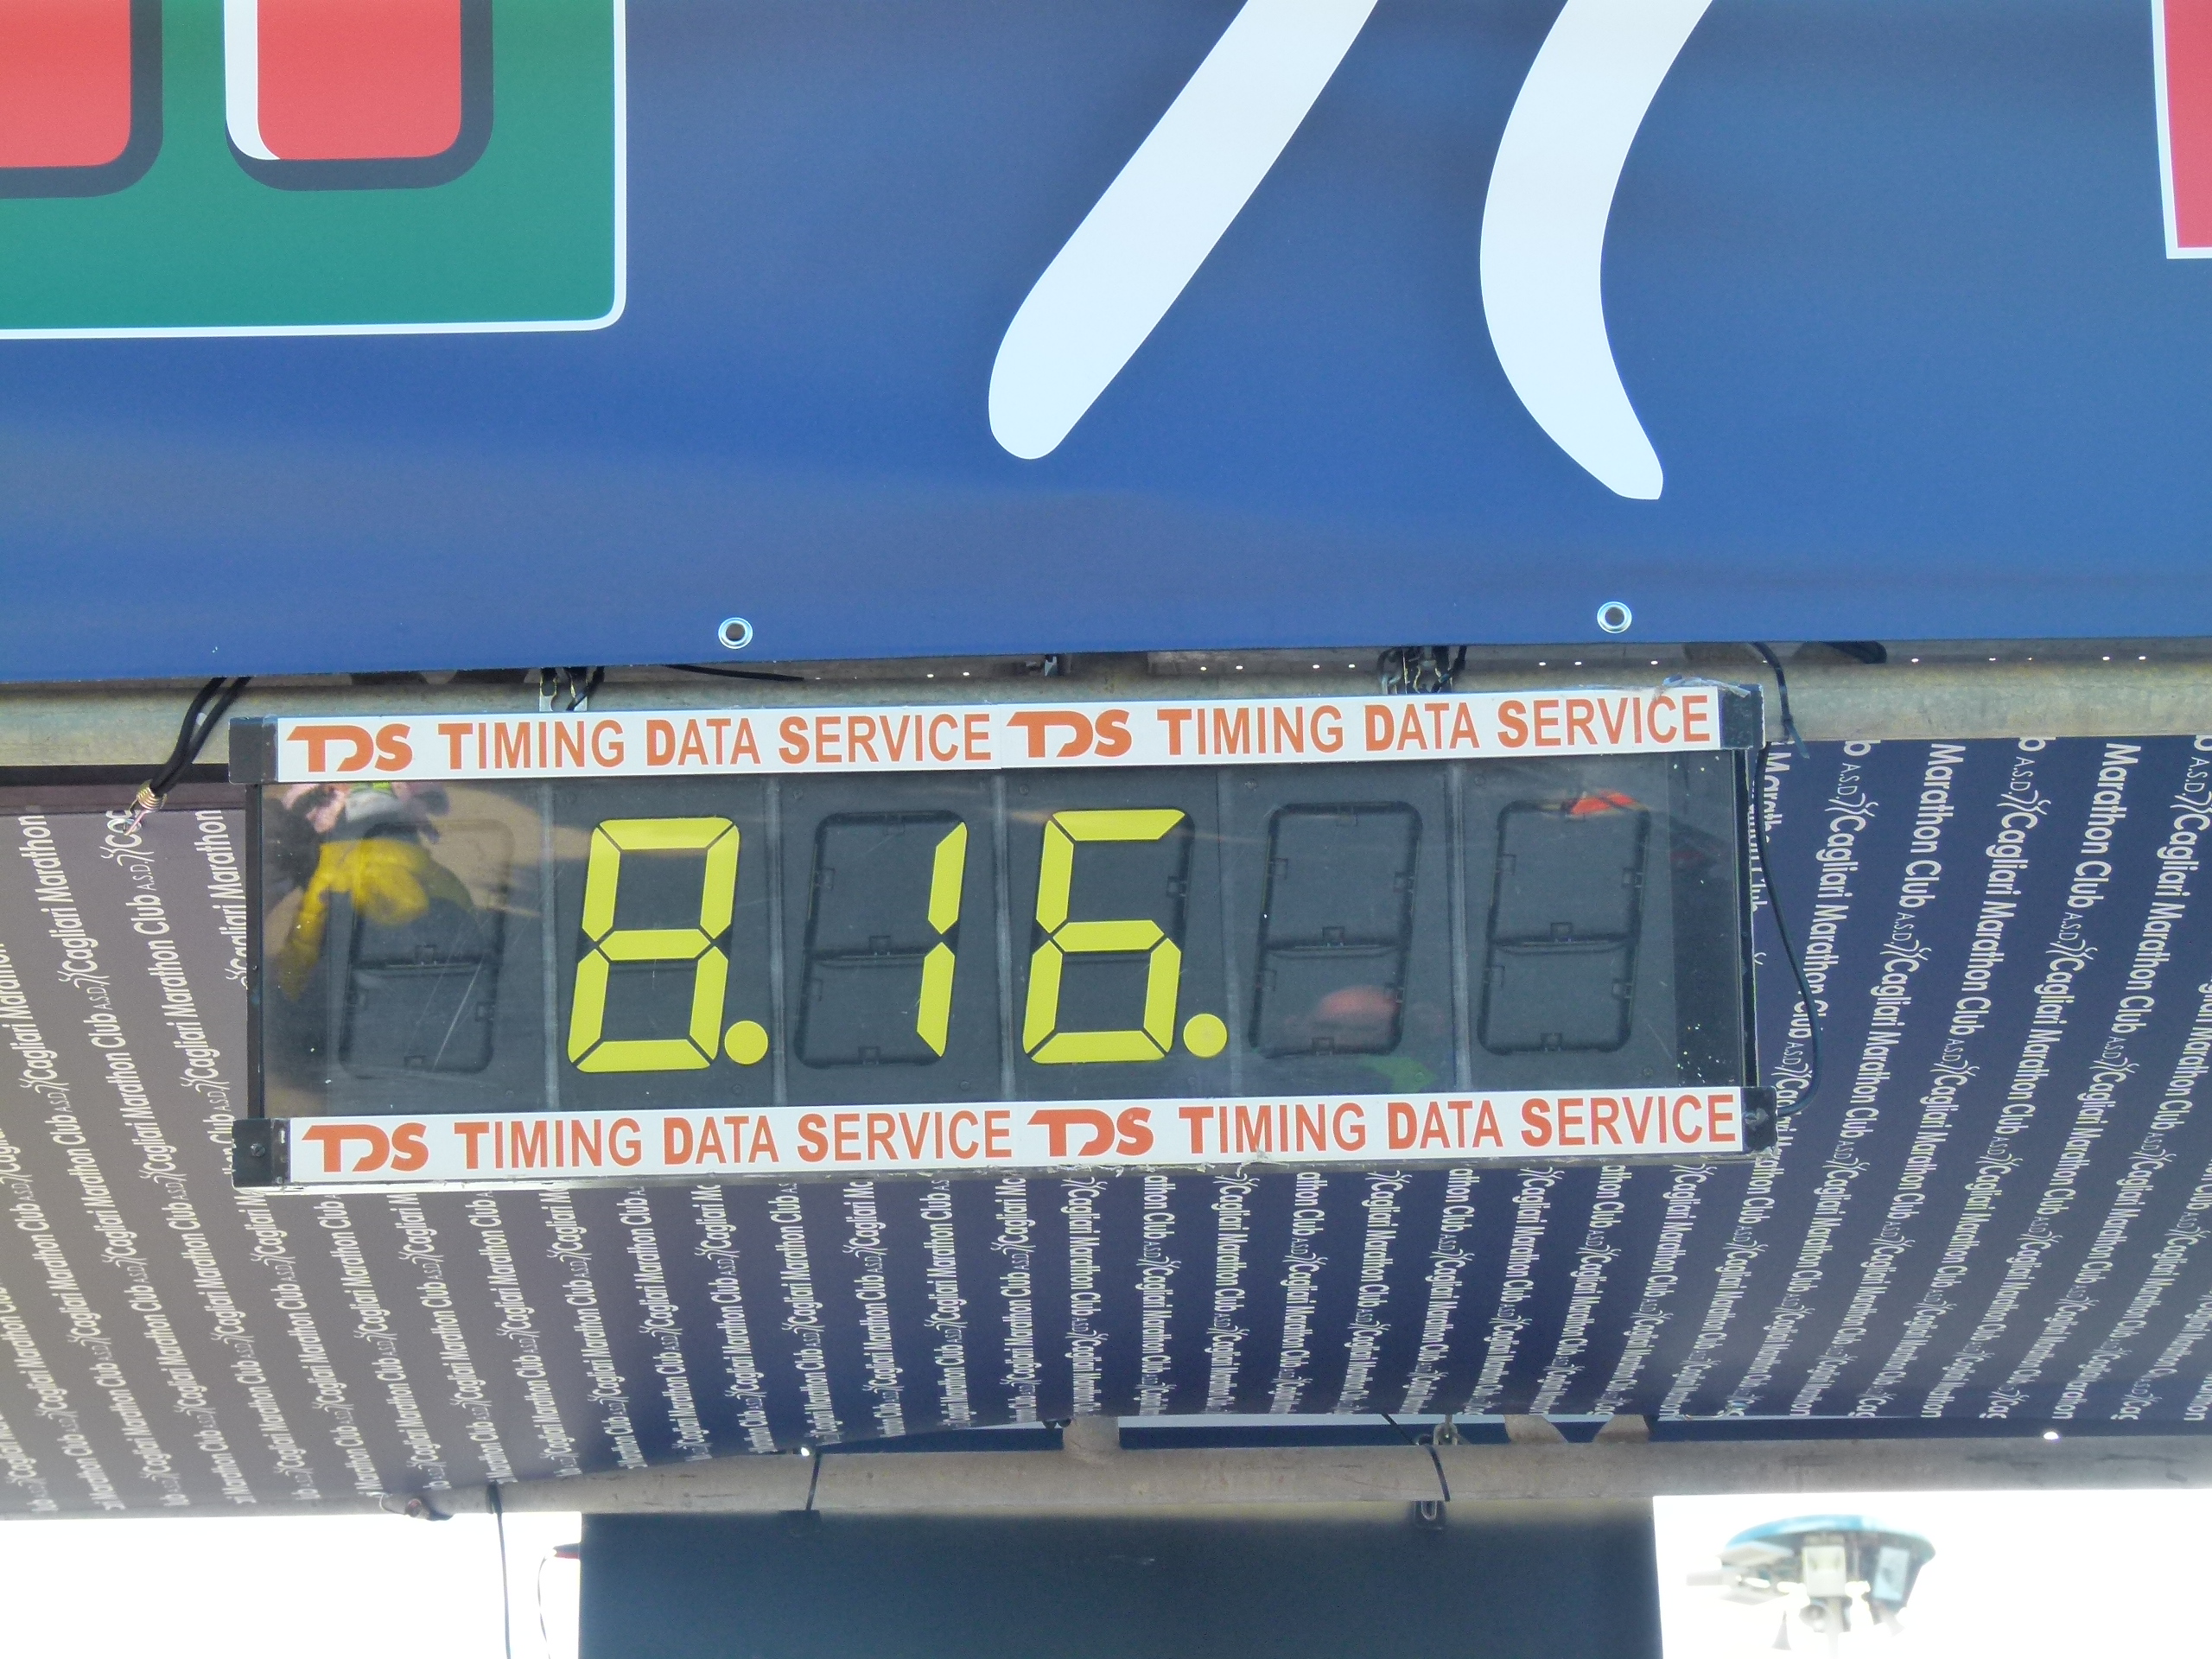 TDS TIMING DATA SERVICE TDS TIMING DATA SERVICE
8.16.
TDS TIMING DATA SERVICE TDS TIMING DATA SERVICE
Cagliari Marathon Club A.S.D.